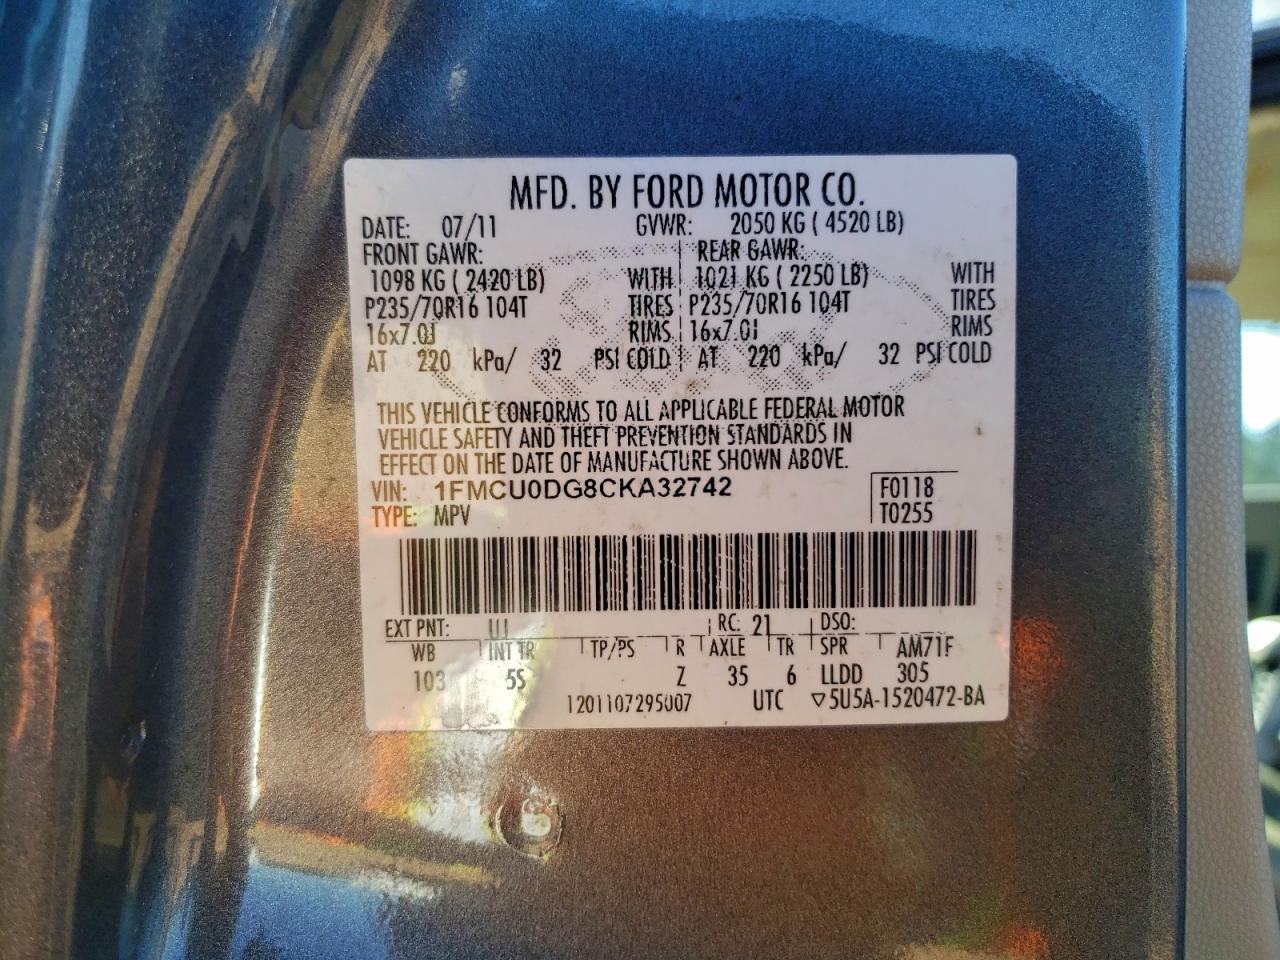 MFD. BY FORD MOTOR CO.
DATE: 07/11 GVWR: 2050 KG ( 4520 LB)
FRONT GAWR: REAR GAWR:
1098 KG ( 2420 LB) WITH 1021 KG ( 2250 LB) WITH
P235/70R16 104T TIRES P235/70R16 104T TIRES
16x7.0J RIMS 16x7.0J RIMS
AT 220 kPa/ 32 PSI COLD AT 220 kPa/ 32 PSI COLD
THIS VEHICLE CONFORMS TO ALL APPLICABLE FEDERAL MOTOR
VEHICLE SAFETY AND THEFT PREVENTION STANDARDS IN
EFFECT ON THE DATE OF MANUFACTURE SHOWN ABOVE.
VIN: 1FMCU0DG8CKA32742 F0118
TYPE: MPV T0255
EXT PNT: UJ RC: 21 DSO:
WB INT TR TP/PS R AXLE TR SPR AM71F
103 5S Z 35 6 LLDD 305
1201107295007 UTC ▽5U5A-1520472-BA